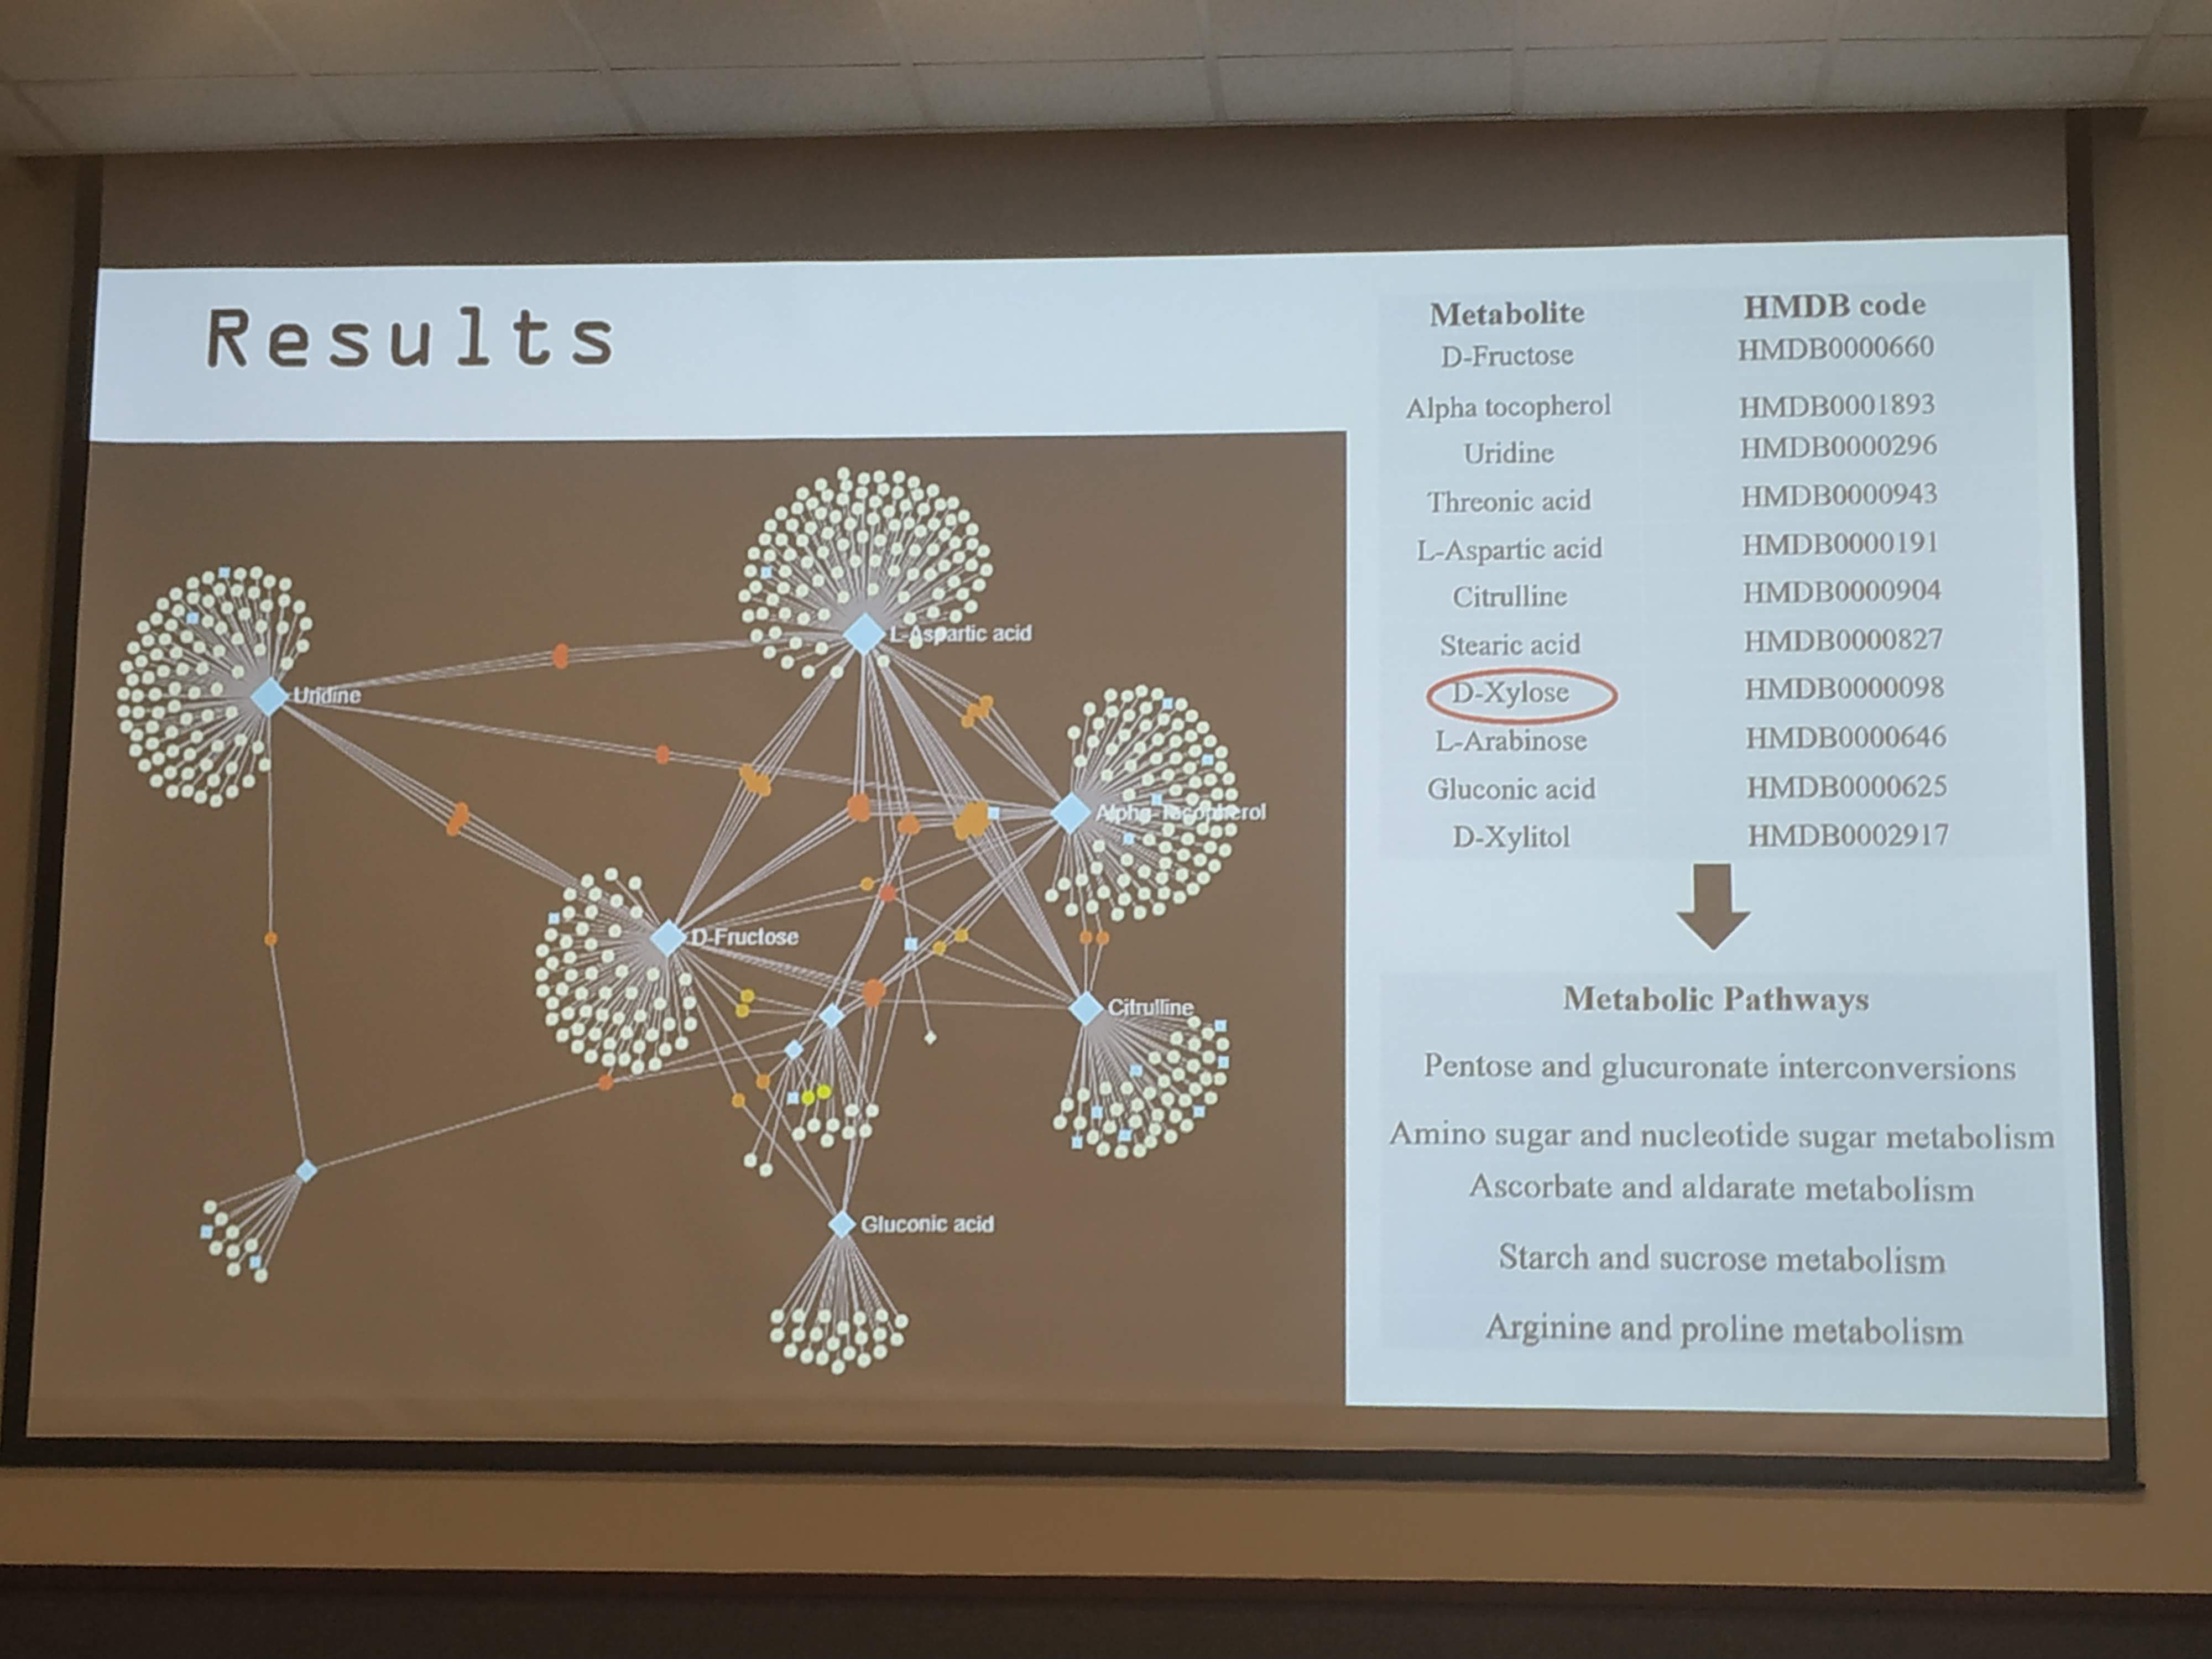 Results
Metabolite HMDB code
D-Fructose HMDB0000660
Alpha tocopherol HMDB0001893
Uridine HMDB0000296
Threonic acid HMDB0000943
L-Aspartic acid HMDB0000191
Citrulline HMDB0000904
Stearic acid HMDB0000827
D-Xylose HMDB0000098
L-Arabinose HMDB0000646
Gluconic acid HMDB0000625
D-Xylitol HMDB0002917
Metabolic Pathways
Pentose and glucuronate interconversions
Amino sugar and nucleotide sugar metabolism
Ascorbate and aldarate metabolism
Starch and sucrose metabolism
Arginine and proline metabolism
L-Aspartic acid
Uridine
Alpha-Tocopherol
D-Fructose
Citrulline
Gluconic acid